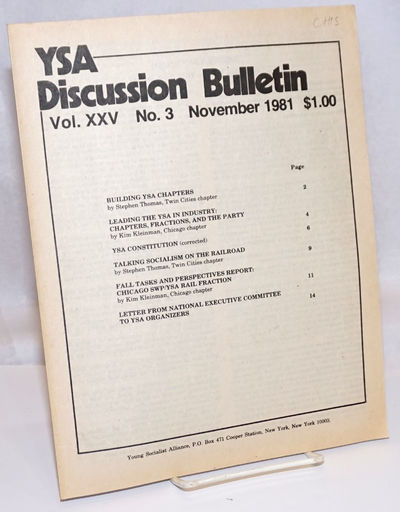 CHS
YSA
Discussion Bulletin
Vol. XXV No. 3 November 1981 $1.00
Page
BUILDING YSA CHAPTERS 2
by Stephen Thomas, Twin Cities chapter
LEADING THE YSA IN INDUSTRY:
CHAPTERS, FRACTIONS, AND THE PARTY 4
by Kim Kleinman, Chicago chapter
YSA CONSTITUTION (corrected) 6
TALKING SOCIALISM ON THE RAILROAD 9
by Stephen Thomas, Twin Cities chapter
FALL TASKS AND PERSPECTIVES REPORT:
CHICAGO SWP/YSA RAIL FRACTION 11
by Kim Kleinman, Chicago chapter
LETTER FROM NATIONAL EXECUTIVE COMMITTEE 14
TO YSA ORGANIZERS
Young Socialist Alliance, P.O. Box 471 Cooper Station, New York, New York 10003.